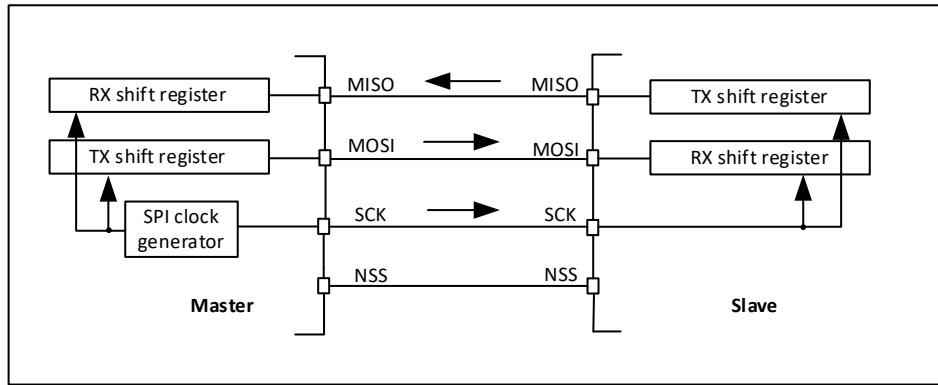 RX shift register
MISO
MISO
TX shift register
TX shift register
MOSI
MOSI
RX shift register
SPI clock
generator
SCK
SCK
NSS
NSS
Master
Slave